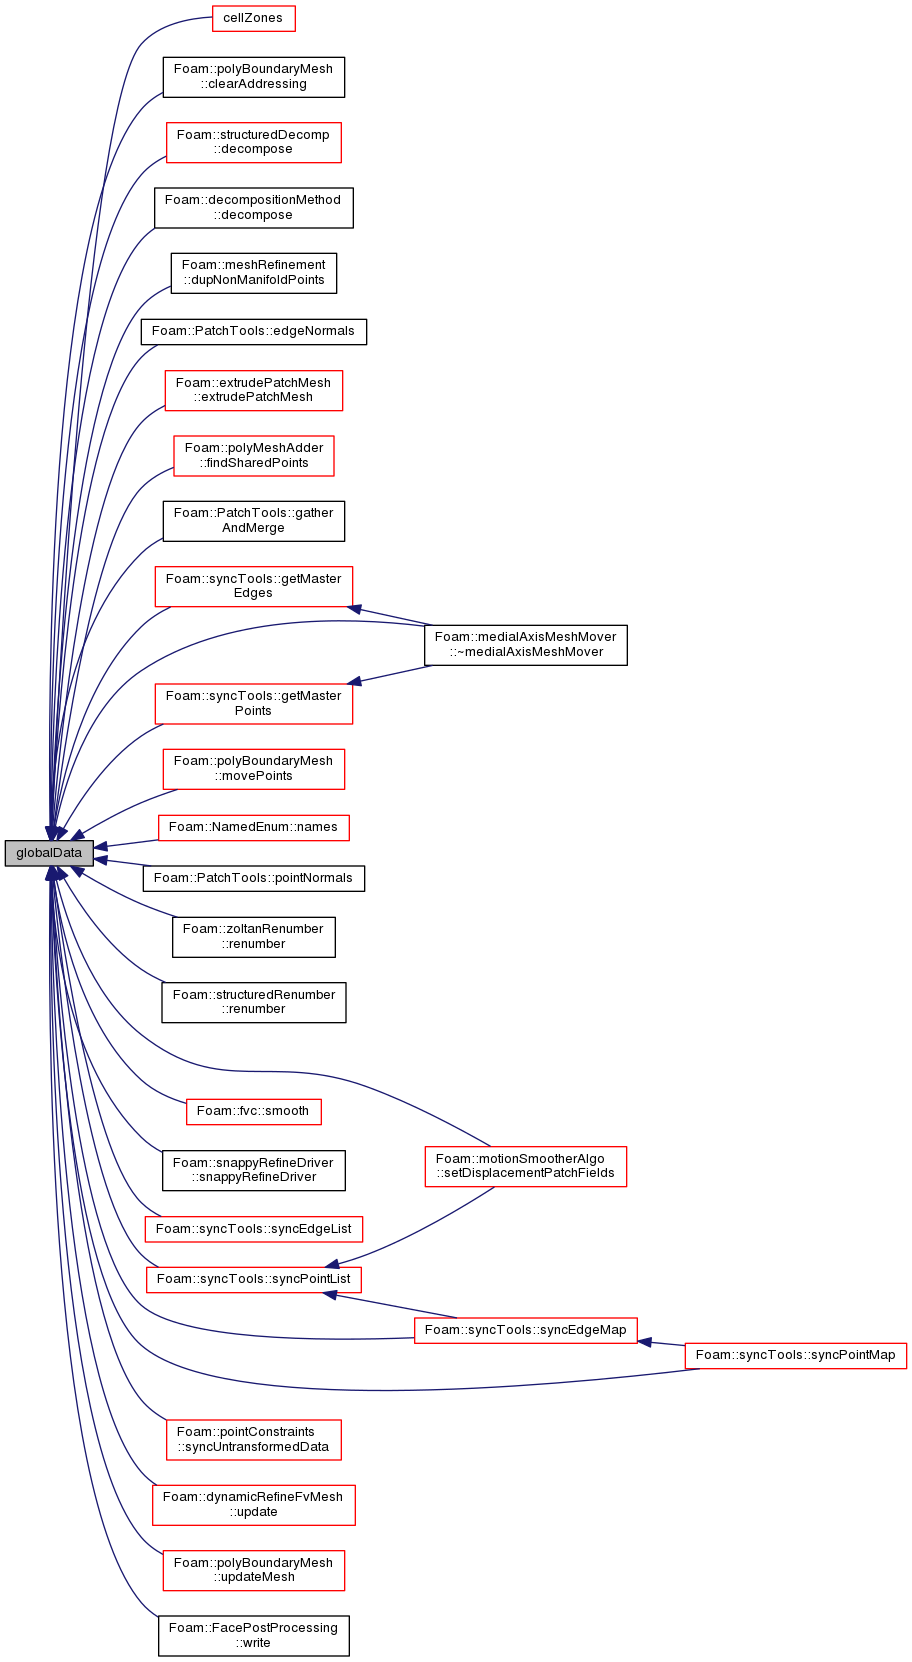 cellZones
Foam::polyBoundaryMesh
::clearAddressing
Foam::structuredDecomp
::decompose
Foam::decompositionMethod
::decompose
Foam::meshRefinement
::dupNonManifoldPoints
Foam::PatchTools::edgeNormals
Foam::extrudePatchMesh
::extrudePatchMesh
Foam::polyMeshAdder
::findSharedPoints
Foam::PatchTools::gather
AndMerge
Foam::syncTools::getMaster
Edges
Foam::medialAxisMeshMover
::~medialAxisMeshMover
Foam::syncTools::getMaster
Points
Foam::polyBoundaryMesh
::movePoints
Foam::NamedEnum::names
globalData
Foam::PatchTools::pointNormals
Foam::zoltanRenumber
::renumber
Foam::structuredRenumber
::renumber
Foam::fvc::smooth
Foam::motionSmootherAlgo
::setDisplacementPatchFields
Foam::snappyRefineDriver
::snappyRefineDriver
Foam::syncTools::syncEdgeList
Foam::syncTools::syncPointList
Foam::syncTools::syncEdgeMap
Foam::syncTools::syncPointMap
Foam::pointConstraints
::syncUntransformedData
Foam::dynamicRefineFvMesh
::update
Foam::polyBoundaryMesh
::updateMesh
Foam::FacePostProcessing
::write